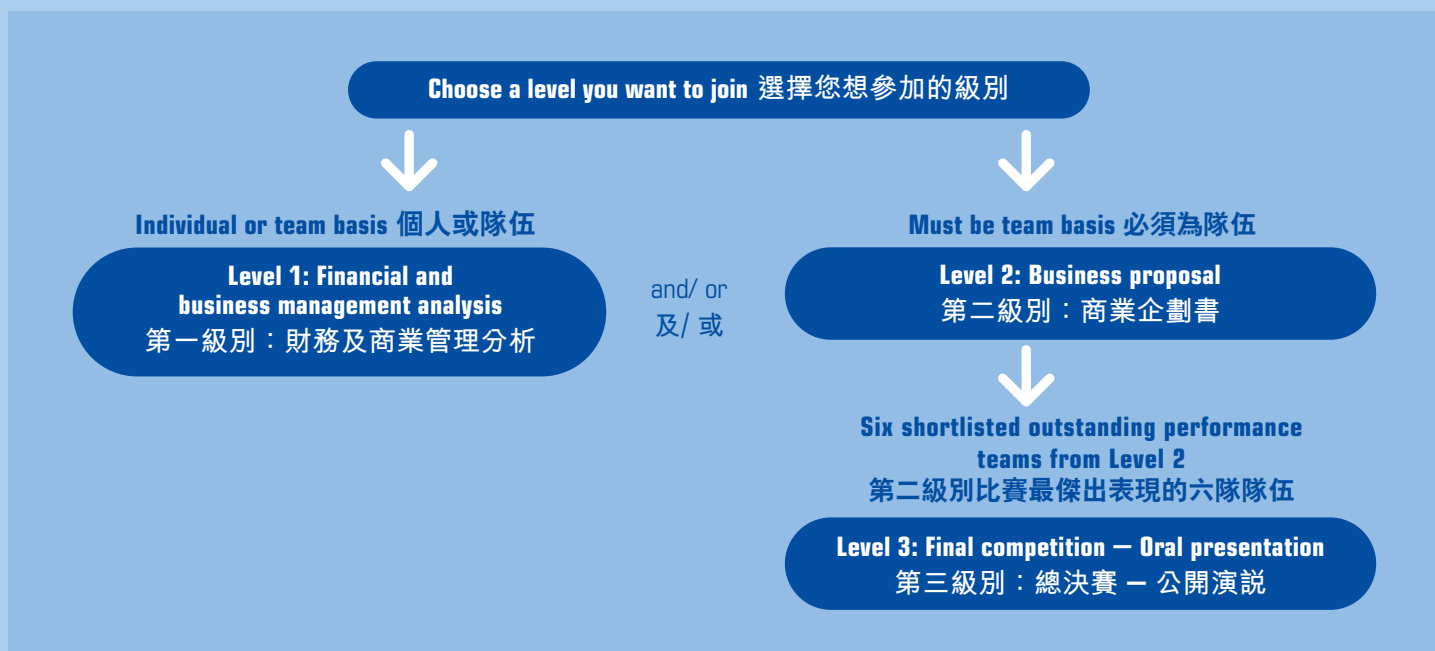 Choose a level you want to join 選擇您想參加的級別
Individual or team basis 個人或隊伍
Level 1: Financial and
business management analysis
第一級別：財務及商業管理分析
and/ or
及/ 或
Must be team basis 必須為隊伍
Level 2: Business proposal
第二級別：商業企劃書
Six shortlisted outstanding performance
teams from Level 2
第二級別比賽最傑出表現的六隊隊伍
Level 3: Final competition — Oral presentation
第三級別：總決賽 — 公開演説